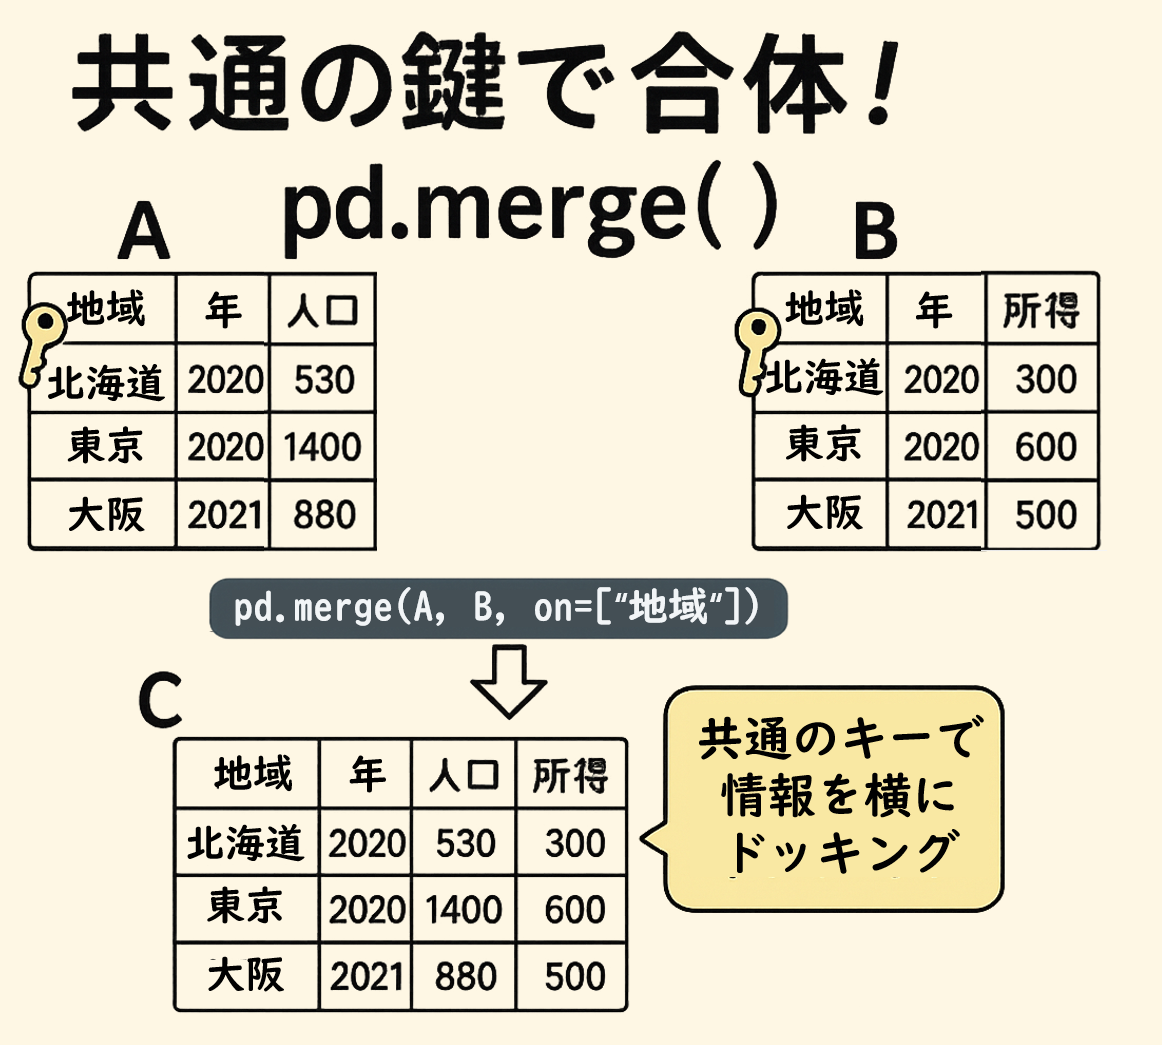 共通の鍵で合体!
pd.merge( )
A
地域 年 人口
北海道 2020 530
東京 2020 1400
大阪 2021 880
B
地域 年 所得
北海道 2020 300
東京 2020 600
大阪 2021 500
pd.merge(A, B, on=["地域"])
C
地域 年 人口 所得
北海道 2020 530 300
東京 2020 1400 600
大阪 2021 880 500
共通のキーで
情報を横に
ドッキング